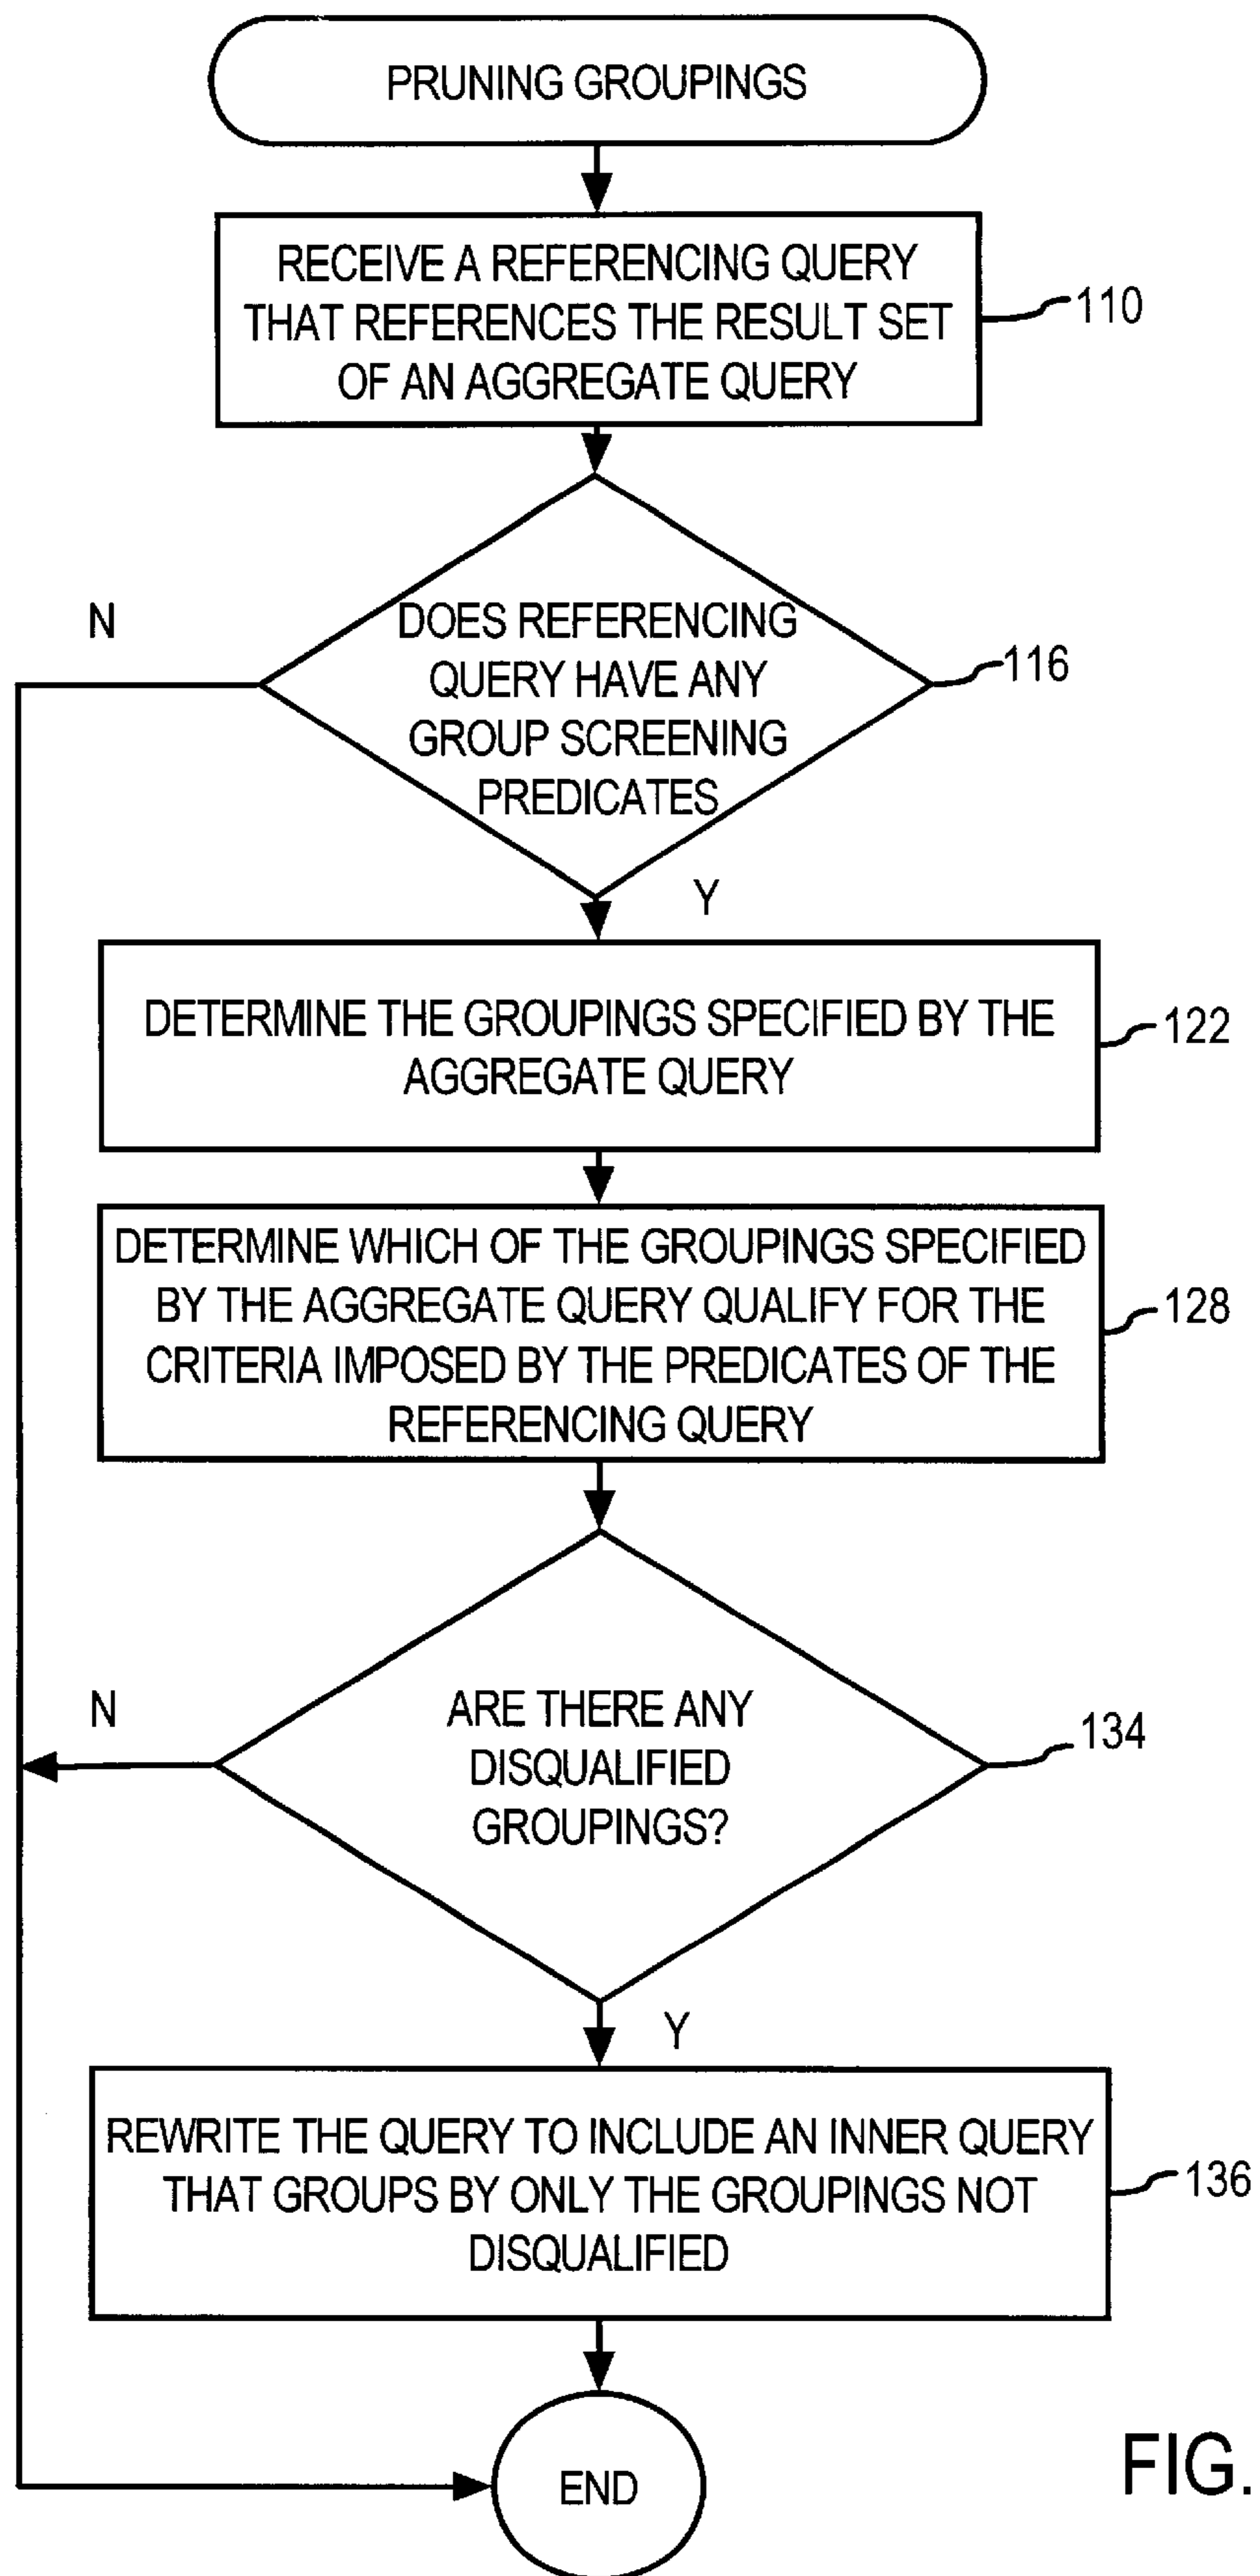 PRUNING GROUPINGS
RECEIVE A REFERENCING QUERY
THAT REFERENCES THE RESULT SET
OF AN AGGREGATE QUERY
110
N
DOES REFERENCING
QUERY HAVE ANY
GROUP SCREENING
PREDICATES
116
Y
DETERMINE THE GROUPINGS SPECIFIED BY THE
AGGREGATE QUERY
122
DETERMINE WHICH OF THE GROUPINGS SPECIFIED
BY THE AGGREGATE QUERY QUALIFY FOR THE
CRITERIA IMPOSED BY THE PREDICATES OF THE
REFERENCING QUERY
128
N
ARE THERE ANY
DISQUALIFIED
GROUPINGS?
134
Y
REWRITE THE QUERY TO INCLUDE AN INNER QUERY
THAT GROUPS BY ONLY THE GROUPINGS NOT
DISQUALIFIED
136
END
FIG.